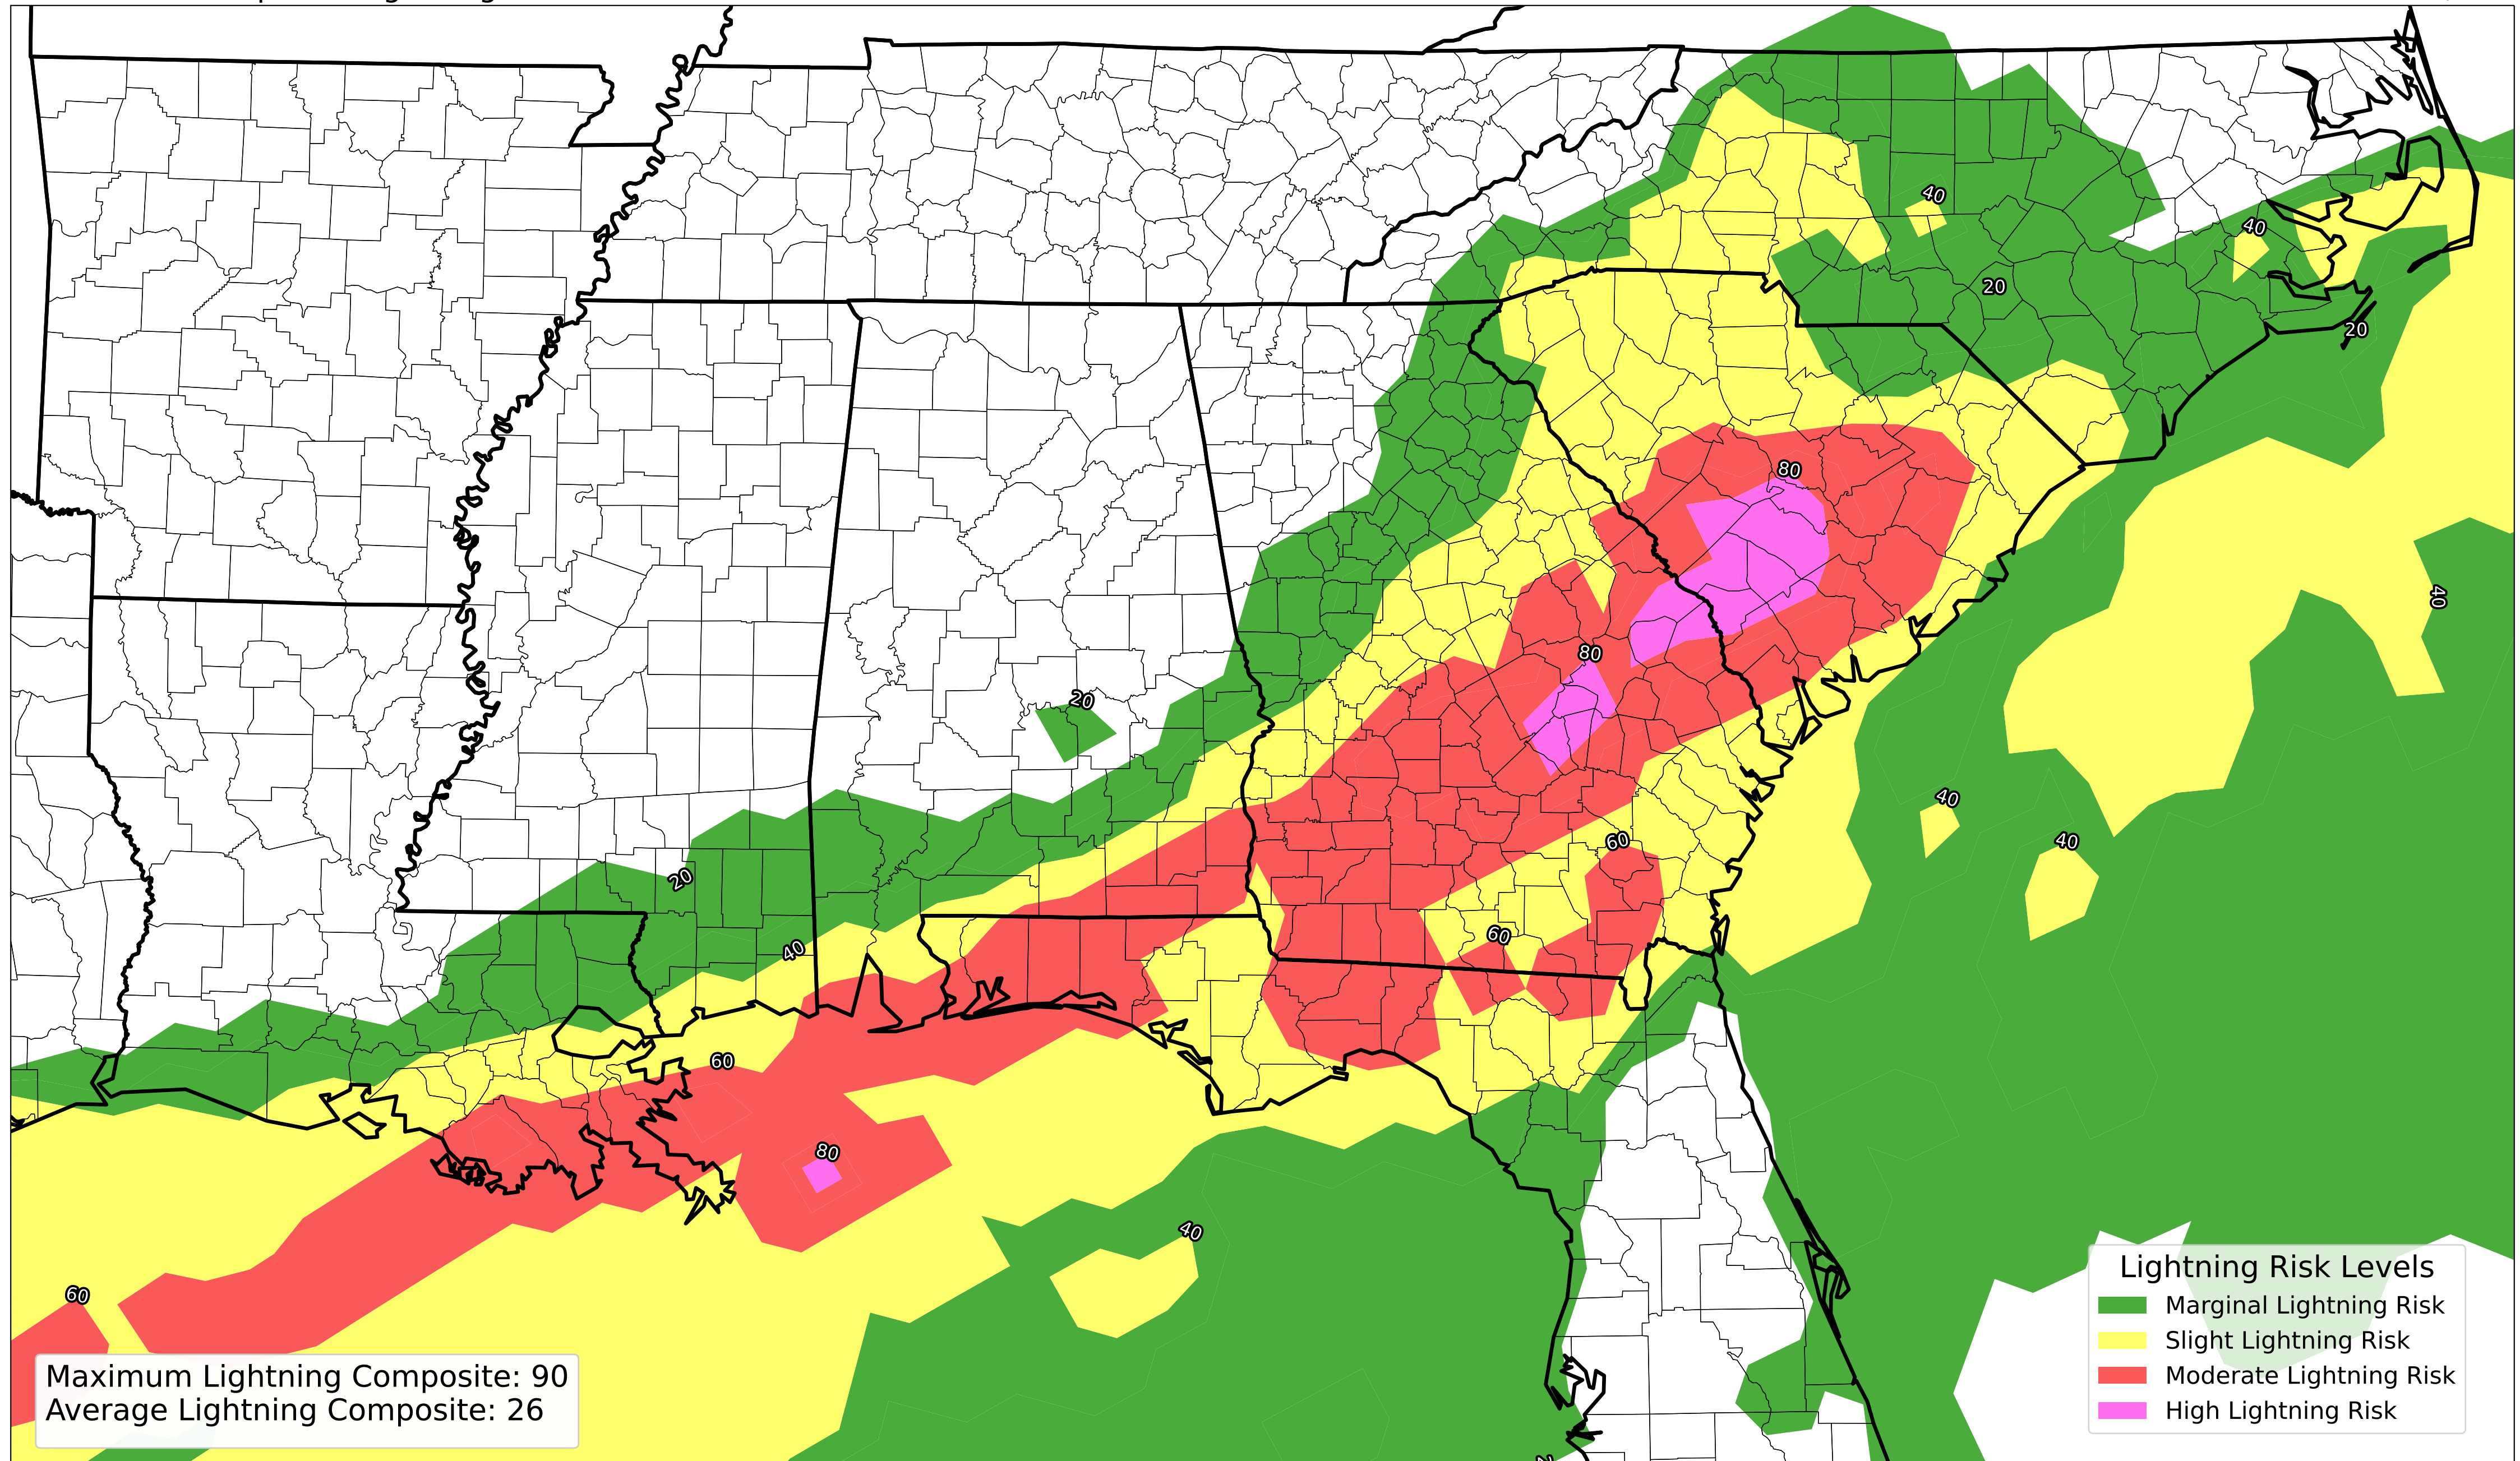 40
40
20
20
80
40
80
20
40
60
40
20
60
40
60
80
40
60
Lightning Risk Levels
Marginal Lightning Risk
Slight Lightning Risk
Moderate Lightning Risk
High Lightning Risk
Maximum Lightning Composite: 90
Average Lightning Composite: 26